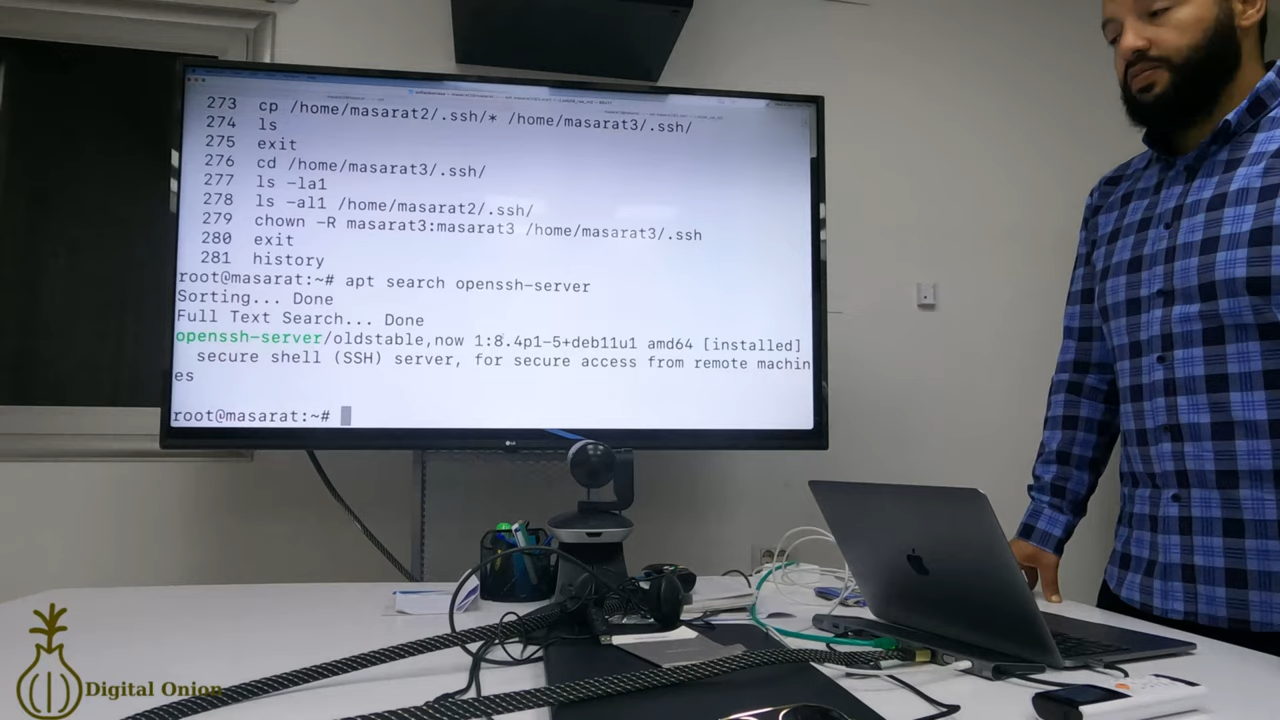 273 cp /home/masarat2/.ssh/* /home/masarat3/.ssh/
274 ls
275 exit
276 cd /home/masarat3/.ssh/
277 ls -la1
278 ls -al1 /home/masarat2/.ssh/
279 chown -R masarat3:masarat3 /home/masarat3/.ssh
280 exit
281 history
root@masarat:~# apt search openssh-server
Sorting... Done
Full Text Search... Done
openssh-server/oldstable,now 1:8.4p1-5+deb11u1 amd64 [installed]
secure shell (SSH) server, for secure access from remote machin
es
root@masarat:~#
LG
Digital Onion